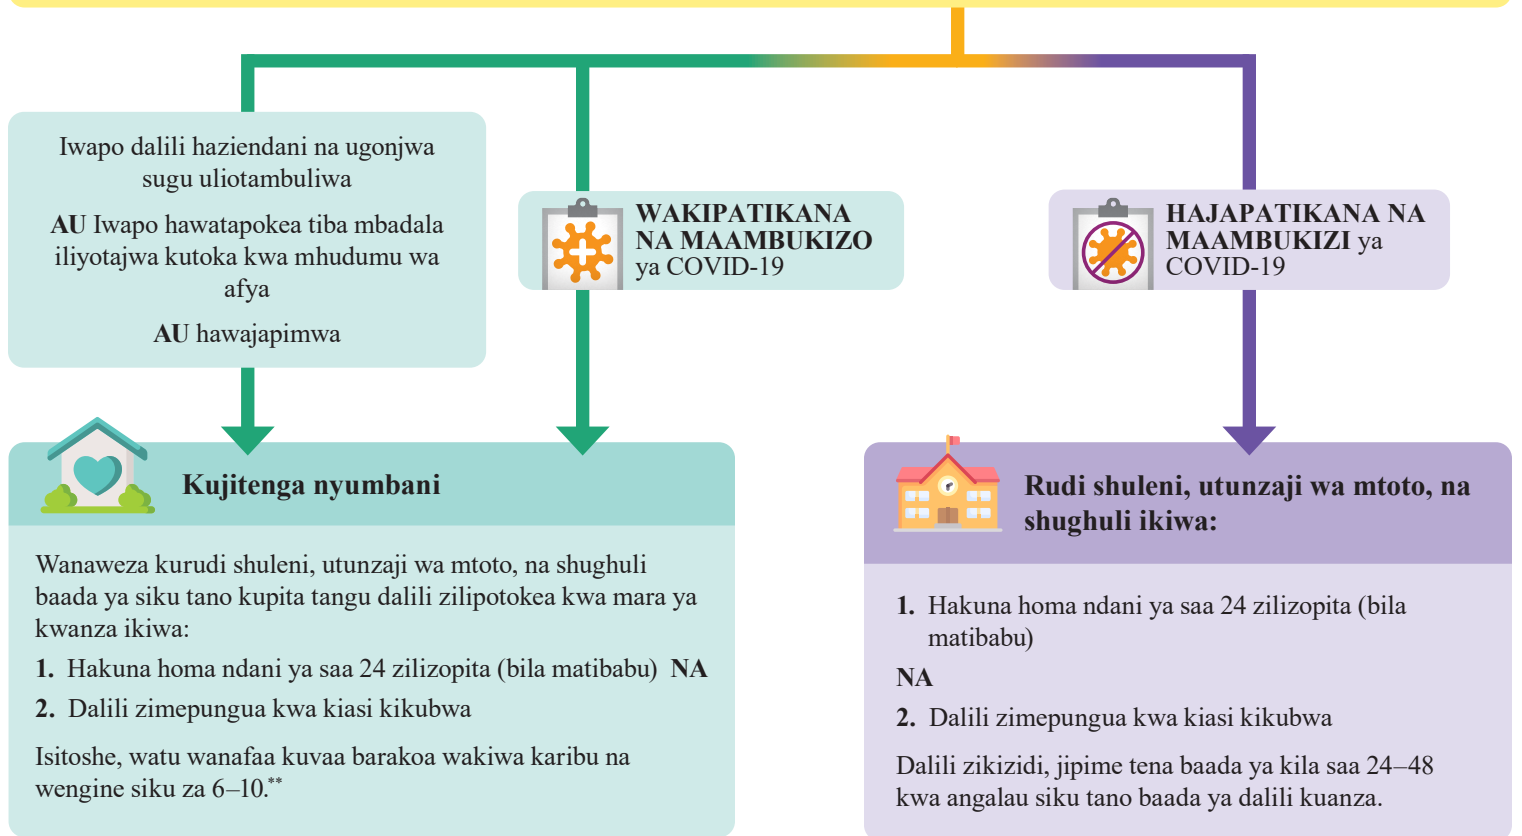 Iwapo dalili haziendani na ugonjwa
sugu uliotambuliwa
AU Iwapo hawatapokea tiba mbadala
iliyotajwa kutoka kwa mhudumu wa
afya
AU hawajapimwa
WAKIPATIKANA
NA MAAMBUKIZO
ya COVID-19
HAJAPATIKANA NA
MAAMBUKIZI ya
COVID-19
Kujitenga nyumbani
Wanaweza kurudi shuleni, utunzaji wa mtoto, na shughuli
baada ya siku tano kupita tangu dalili zilipotokea kwa mara ya
kwanza ikiwa:
1. Hakuna homa ndani ya saa 24 zilizopita (bila matibabu) NA
2. Dalili zimepungua kwa kiasi kikubwa
Isitoshe, watu wanafaa kuvaa barakoa wakiwa karibu na
wengine siku za 6–10.**
Rudi shuleni, utunzaji wa mtoto, na
shughuli ikiwa:
1. Hakuna homa ndani ya saa 24 zilizopita (bila
matibabu)
NA
2. Dalili zimepungua kwa kiasi kikubwa
Dalili zikizidi, jipime tena baada ya kila saa 24–48
kwa angalau siku tano baada ya dalili kuanza.